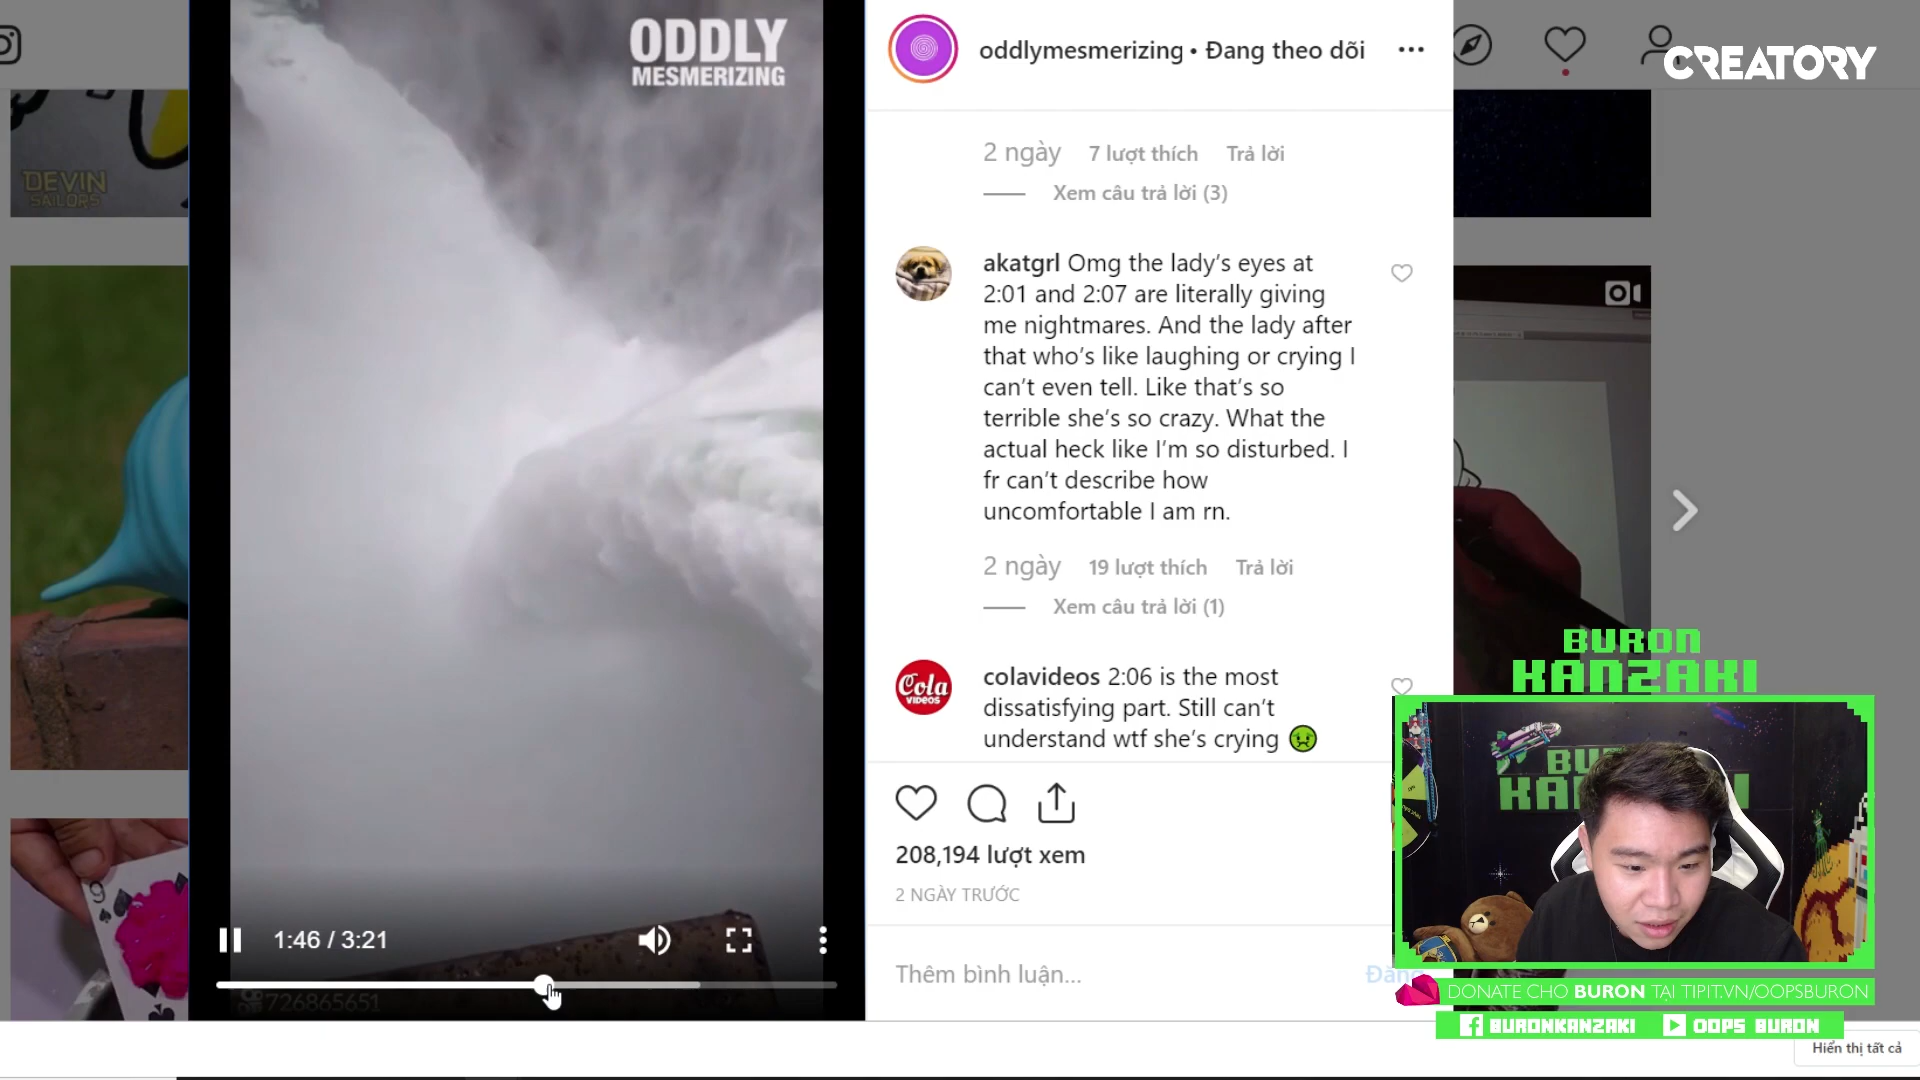 ODDLY
MESMERIZING
DEVIN
SAILORS
1:46 / 3:21
726865651
oddlymesmerizing • Đang theo dõi
2 ngày 7 lượt thích Trả lời
Xem câu trả lời (3)
akatgrl Omg the lady's eyes at
2:01 and 2:07 are literally giving
me nightmares. And the lady after
that who's like laughing or crying I
can't even tell. Like that's so
terrible she's so crazy. What the
actual heck like I'm so disturbed. I
fr can't describe how
uncomfortable I am rn.
2 ngày 19 lượt thích Trả lời
Xem câu trả lời (1)
Cola
VIDEOS
colavideos 2:06 is the most
dissatisfying part. Still can't
understand wtf she's crying 🤢
208,194 lượt xem
2 NGÀY TRƯỚC
Thêm bình luận...
Đăng
CREATORY
BURON
KANZAKI
DONATE CHO BURON TẠI TIPIT.VN/OOPSBURON
BURONKANZAKI OOPS BURON
Hiển thị tất cả